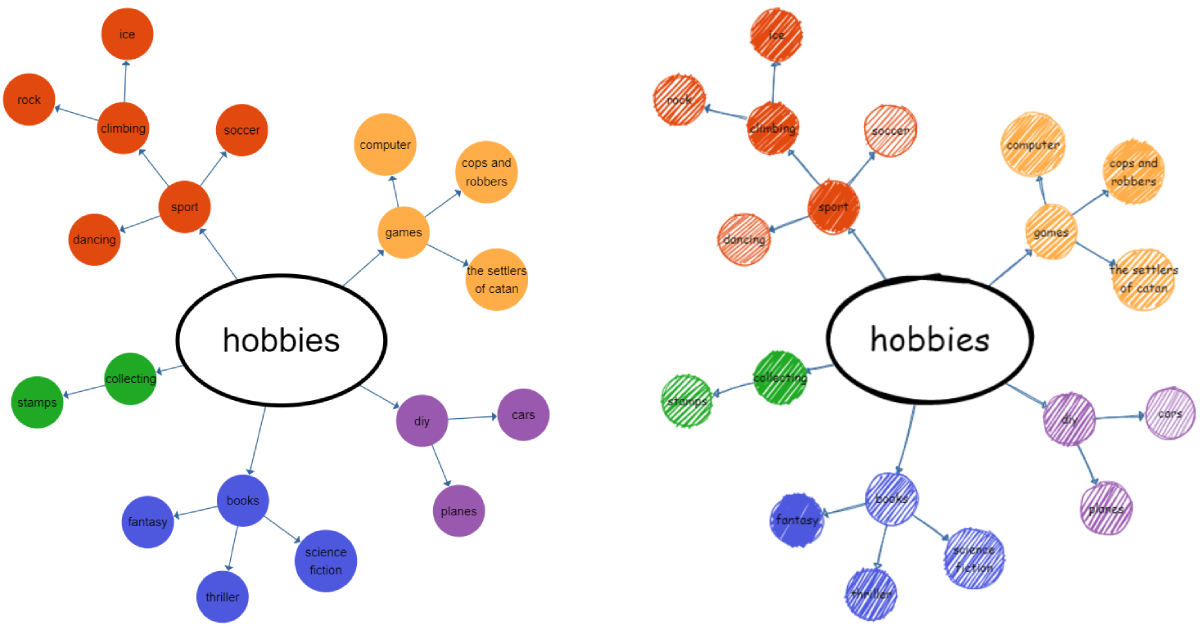 ice
rock
climbing
soccer
sport
dancing
computer
cops and
robbers
games
the settlers
of catan
hobbies
collecting
stamps
diy
cars
planes
books
fantasy
science
fiction
thriller
ice
rock
climbing
soccer
sport
dancing
computer
cops and
robbers
games
the settlers
of catan
hobbies
collecting
stamps
diy
cars
planes
books
fantasy
science
fiction
thriller